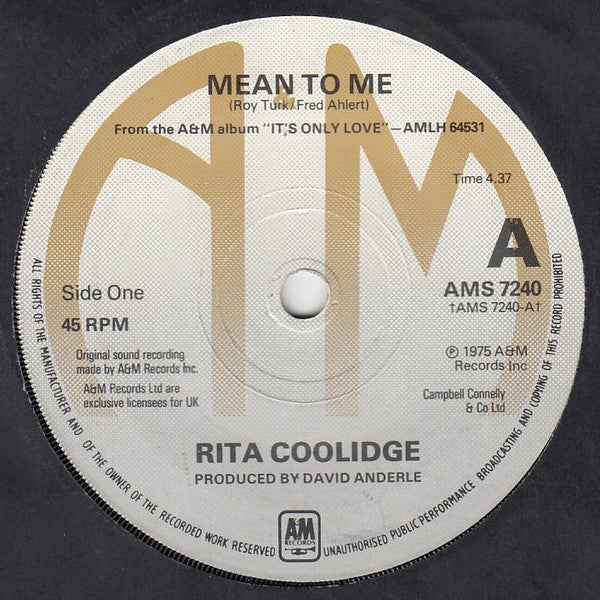 A&M
MEAN TO ME
(Roy Turk/Fred Ahlert)
From the A&M album "IT'S ONLY LOVE"—AMLH 64531
Time 4.37
A
Side One
45 RPM
AMS 7240
†AMS 7240-A†
Original sound recording
made by A&M Records Inc.
A&M Records Ltd are
exclusive licensees for UK
℗ 1975 A&M
Records Inc
Campbell Connelly
& Co Ltd
RITA COOLIDGE
PRODUCED BY DAVID ANDERLE
ALL RIGHTS OF THE MANUFACTURER AND OF THE OWNER OF THE RECORDED WORK RESERVED
A&M
RECORDS
UNAUTHORISED PUBLIC PERFORMANCE BROADCASTING AND COPYING OF THIS RECORD PROHIBITED